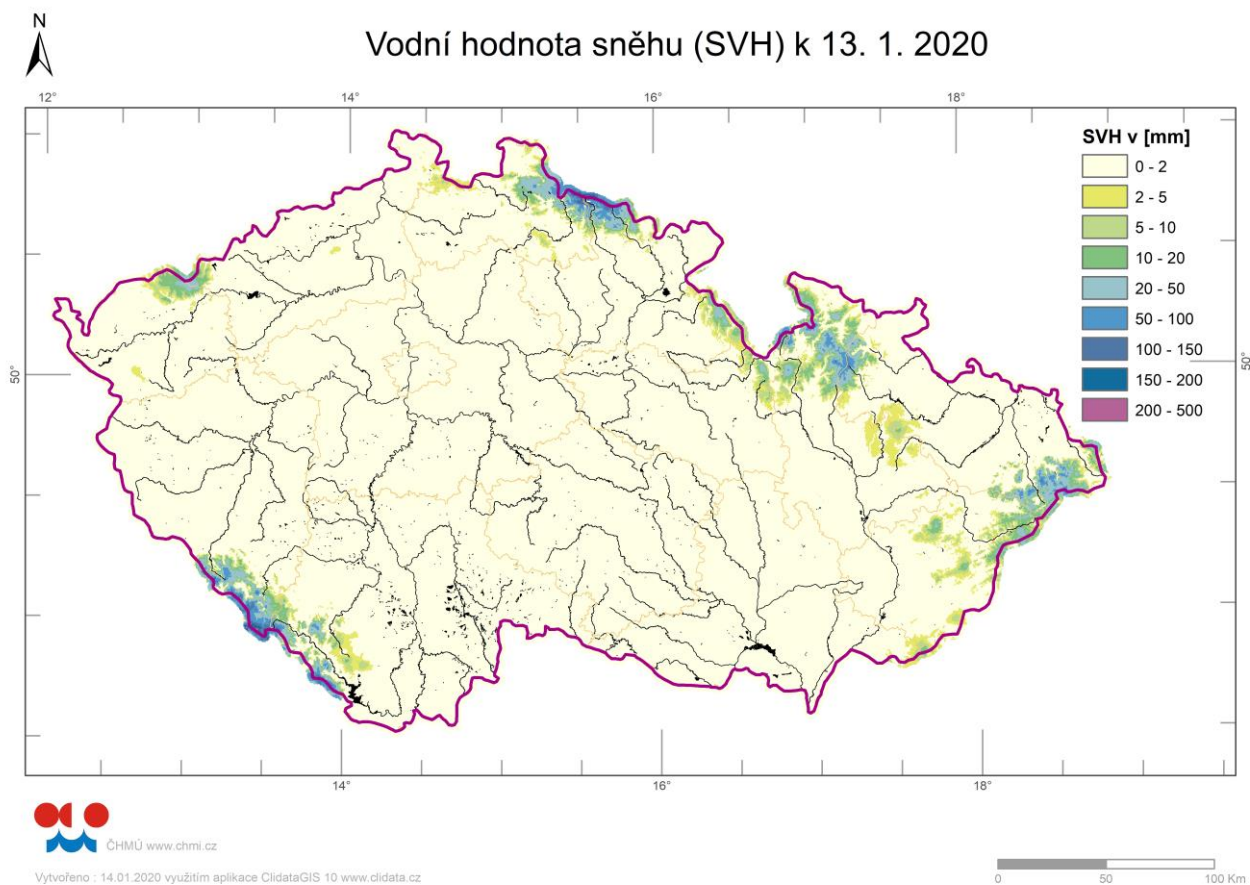 N
Vodní hodnota sněhu (SVH) k 13. 1. 2020
12°
14°
16°
18°
SVH v [mm]
0 - 2
2 - 5
5 - 10
10 - 20
20 - 50
50 - 100
100 - 150
150 - 200
200 - 500
50°
50°
14°
16°
18°
ČHMÚ www.chmi.cz
Vytvořeno : 14.01.2020 využitím aplikace ClidataGIS 10 www.clidata.cz
0 50 100 Km